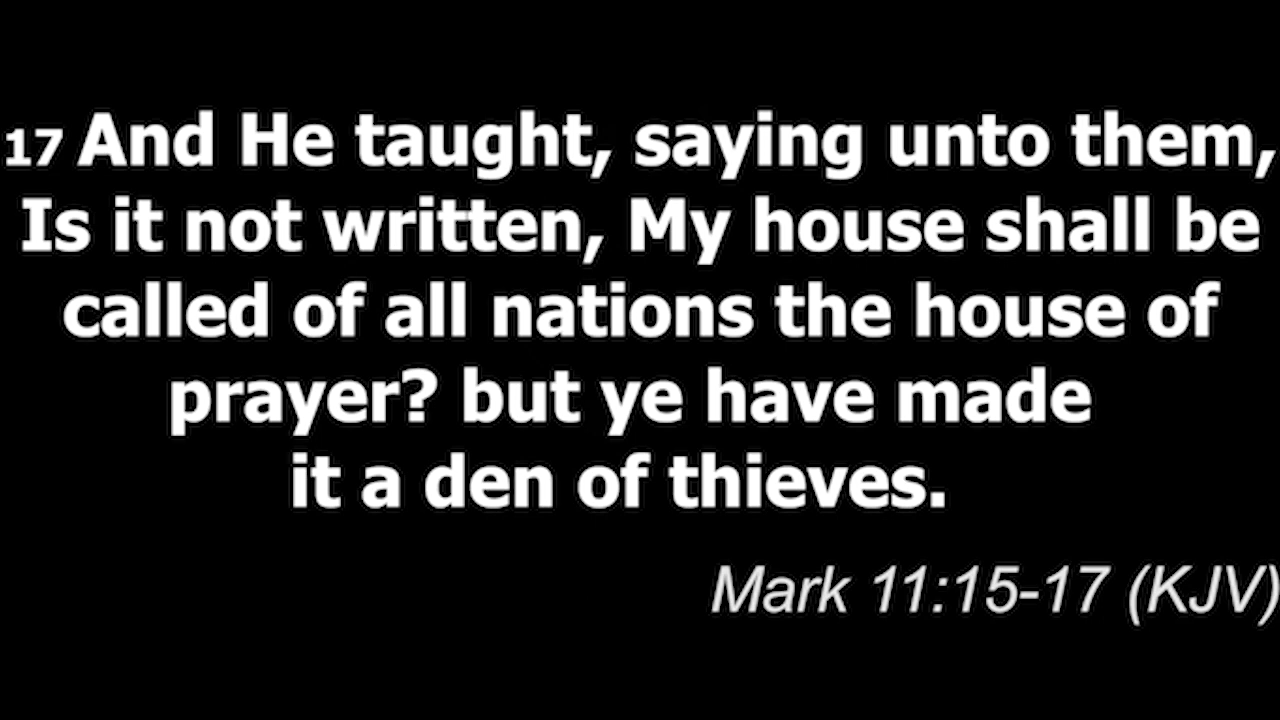 17 And He taught, saying unto them,
Is it not written, My house shall be
called of all nations the house of
prayer? but ye have made
it a den of thieves.
Mark 11:15-17 (KJV)